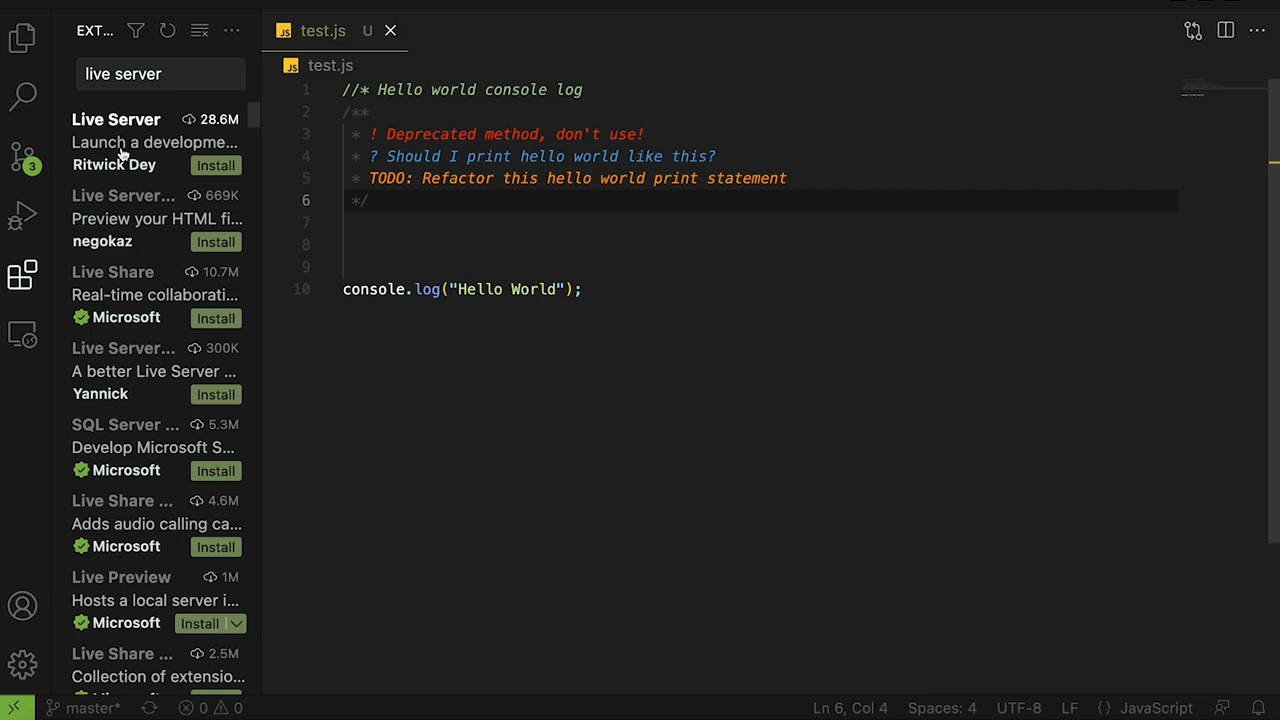 EXT...
live server
Live Server 28.6M
Launch a developme...
Ritwick Dey Install
Live Server... 669K
Preview your HTML fi...
negokaz Install
Live Share 10.7M
Real-time collaborati...
Microsoft Install
Live Server... 300K
A better Live Server ...
Yannick Install
SQL Server ... 5.3M
Develop Microsoft S...
Microsoft Install
Live Share ... 4.6M
Adds audio calling ca...
Microsoft Install
Live Preview 1M
Hosts a local server i...
Microsoft Install
Live Share ... 2.5M
Collection of extensio...
3
JS test.js U
JS test.js
1 //* Hello world console log
2 /**
3 * ! Deprecated method, don't use!
4 * ? Should I print hello world like this?
5 * TODO: Refactor this hello world print statement
6 */
7
8
9
10 console.log("Hello World");
master* 0 0 Ln 6, Col 4 Spaces: 4 UTF-8 LF {} JavaScript